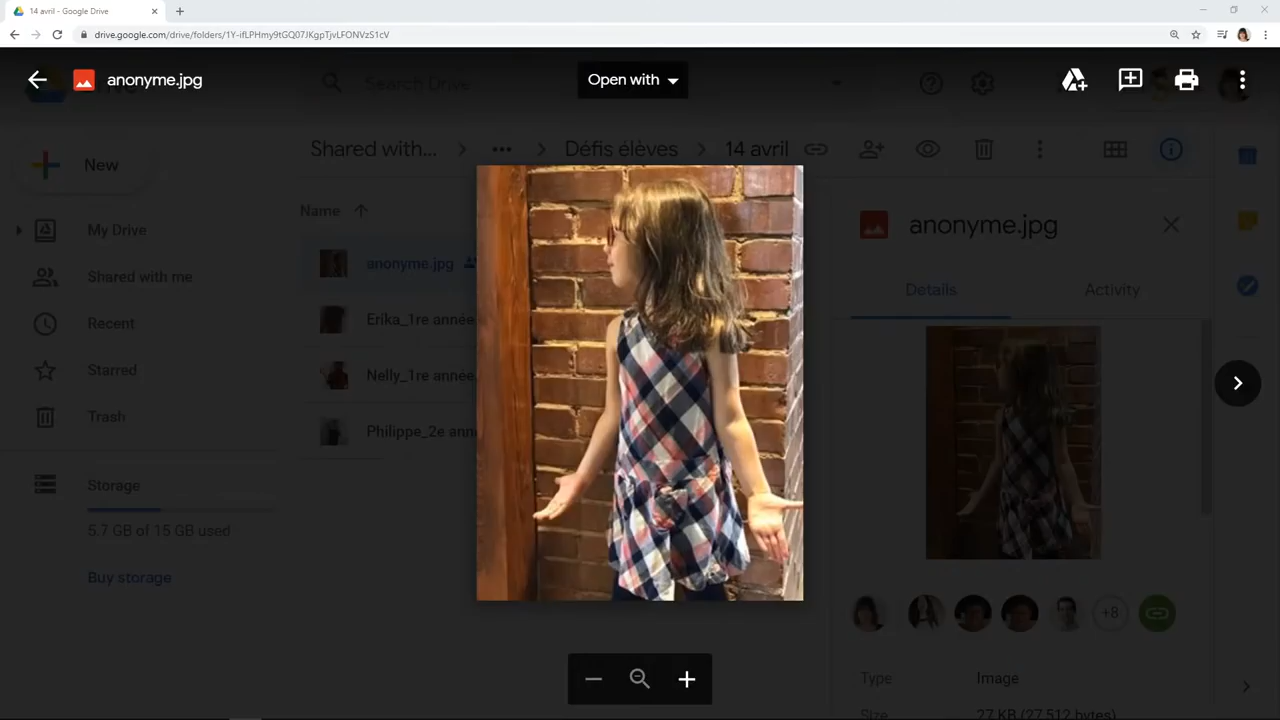 14 avril - Google Drive
drive.google.com/drive/folders/1Y-ifLPHmy9tGQ07JKgpTjvLFONVzS1cV
anonyme.jpg
Search Drive
Open with
New
Shared with...
Défis élèves
14 avril
Name
anonyme.jpg
My Drive
Details
Activity
Shared with me
anonyme.jpg
Recent
Erika_1re année
Starred
Nelly_1re année.
Trash
Philippe_2e ann
Storage
5.7 GB of 15 GB used
Buy storage
+8
Type
Image
Size
27 KB (27 512 bytes)